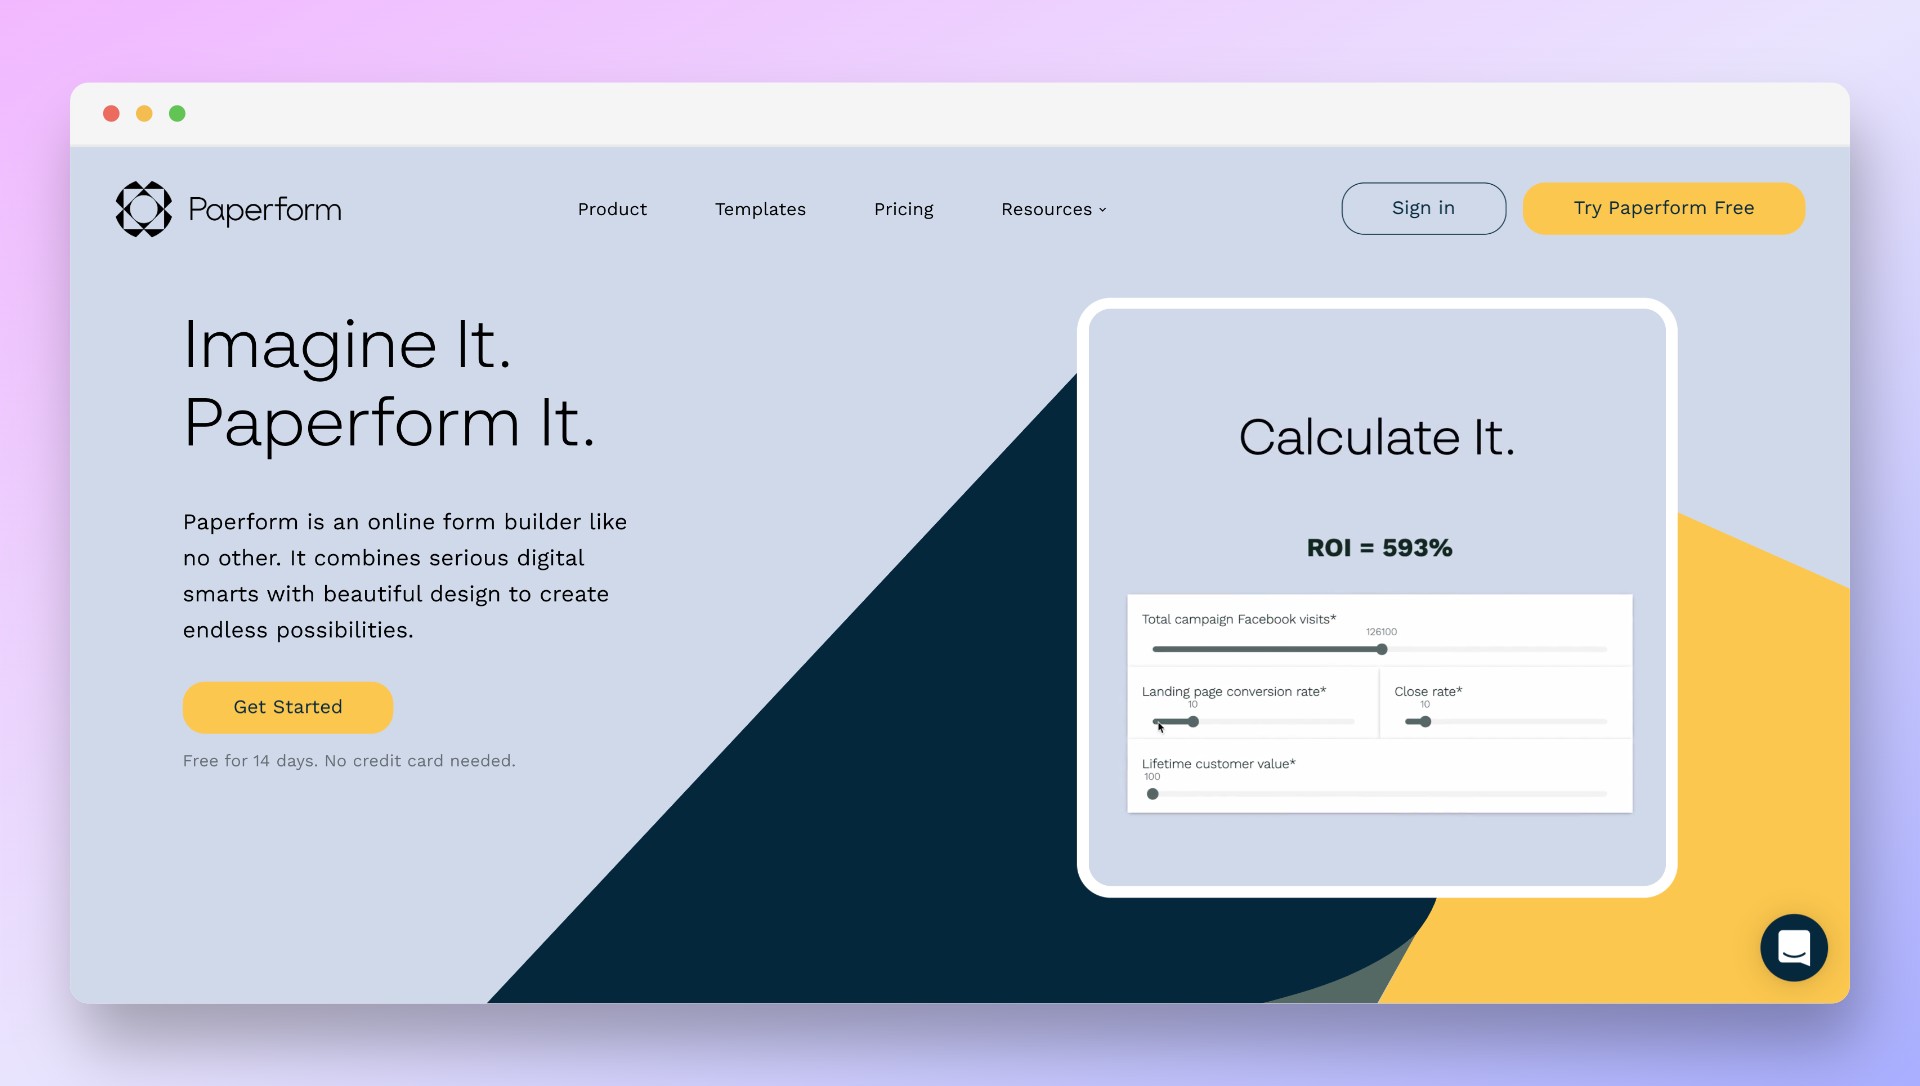 Paperform
Product
Templates
Pricing
Resources
Sign in
Try Paperform Free
Imagine It.
Paperform It.
Paperform is an online form builder like
no other. It combines serious digital
smarts with beautiful design to create
endless possibilities.
Get Started
Free for 14 days. No credit card needed.
Calculate It.
ROI = 593%
Total campaign Facebook visits*
126100
Landing page conversion rate*
10
Close rate*
10
Lifetime customer value*
100